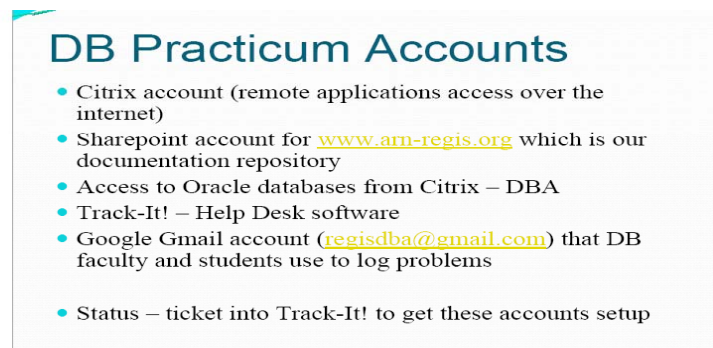 DB Practicum Accounts
• Citrix account (remote applications access over the
internet)
• Sharepoint account for www.arn-regis.org which is our
documentation repository
• Access to Oracle databases from Citrix – DBA
• Track-It! – Help Desk software
• Google Gmail account (regisdba@gmail.com) that DB
faculty and students use to log problems
• Status – ticket into Track-It! to get these accounts setup